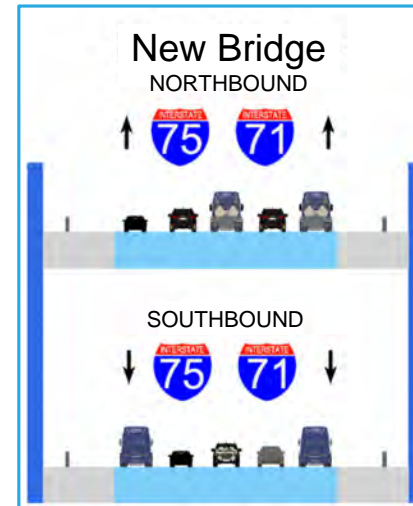 New Bridge
NORTHBOUND
INTERSTATE INTERSTATE
75 71
SOUTHBOUND
INTERSTATE INTERSTATE
75 71